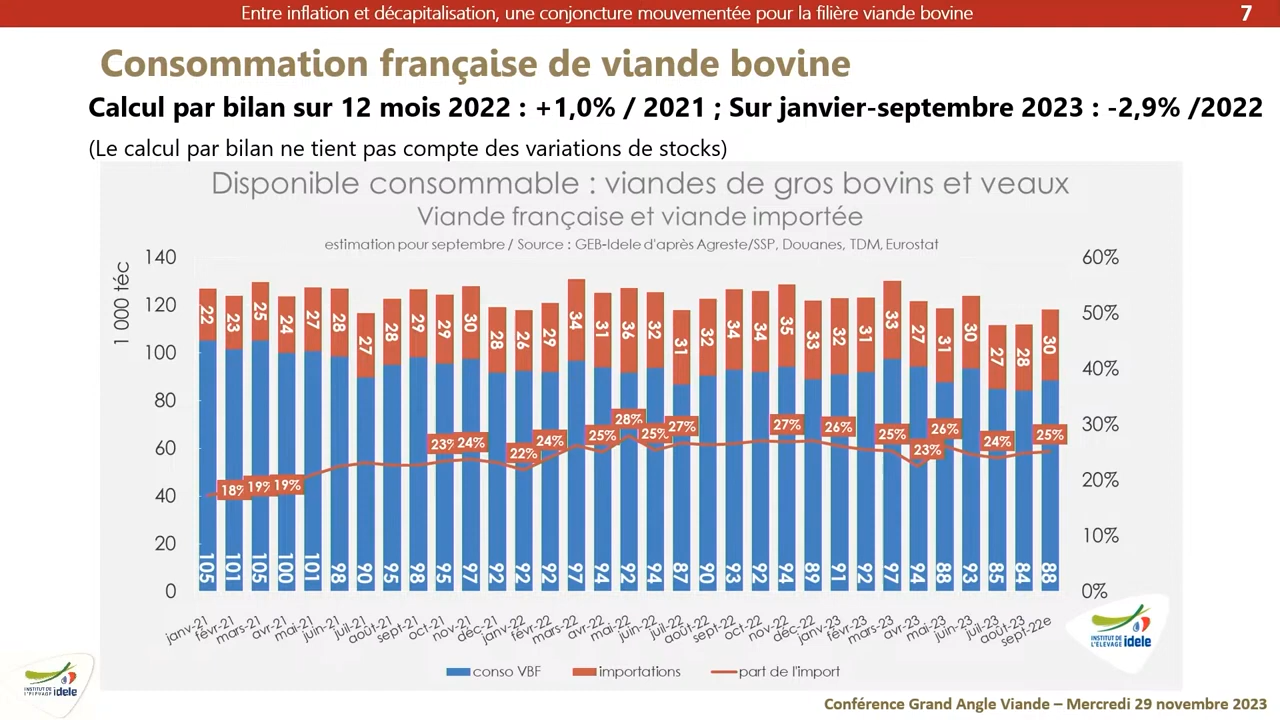 Entre inflation et décapitalisation, une conjoncture mouvementée pour la filière viande bovine
7
Consommation française de viande bovine
Calcul par bilan sur 12 mois 2022 : +1,0% / 2021 ; Sur janvier-septembre 2023 : -2,9% /2022
(Le calcul par bilan ne tient pas compte des variations de stocks)
Disponible consommable : viandes de gros bovins et veaux
Viande française et viande importée
estimation pour septembre / Source : GEB-Idele d'après Agreste/SSP, Douanes, TDM, Eurostat
1 000 téc
140
120
100
80
60
40
20
0
60%
50%
40%
30%
20%
10%
0%
22 23 25 24 27 28 27 28 29 29 30 28 26 29 34 31 36 32 31 32 34 34 35 33 32 31 33 27 31 30 27 28 30
18% 19% 19% 23% 24% 22% 24% 25% 28% 25% 27% 27% 26% 25% 23% 26% 24% 25%
105 101 105 100 101 98 90 95 98 95 97 92 92 92 97 94 92 94 87 90 93 92 94 89 91 92 97 94 88 93 85 84 88
janv-21 févr-21 mars-21 avr-21 mai-21 juin-21 juil-21 août-21 sept-21 oct-21 nov-21 déc-21 janv-22 févr-22 mars-22 avr-22 mai-22 juin-22 juil-22 août-22 sept-22 oct-22 nov-22 déc-22 janv-23 févr-23 mars-23 avr-23 mai-23 juin-23 juil-23 août-23 sept-22e
conso VBF importations part de l'import
INSTITUT DE
L'ELEVAGE idele
INSTITUT DE
L'ELEVAGE idele
Conférence Grand Angle Viande – Mercredi 29 novembre 2023